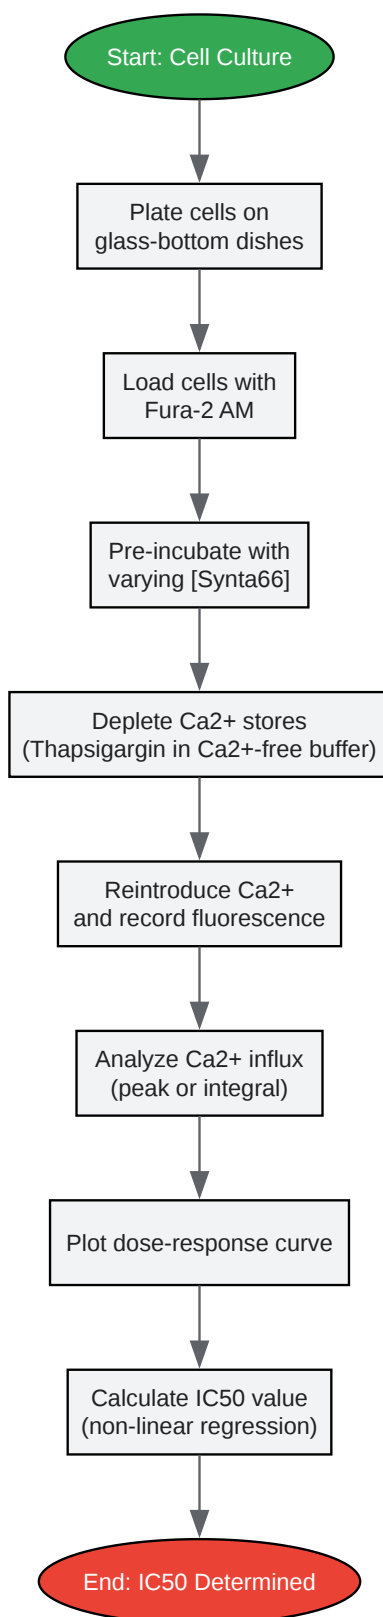 Start: Cell Culture
Plate cells on
glass-bottom dishes
Load cells with
Fura-2 AM
Pre-incubate with
varying [Synta66]
Deplete Ca2+ stores
(Thapsigargin in Ca2+-free buffer)
Reintroduce Ca2+
and record fluorescence
Analyze Ca2+ influx
(peak or integral)
Plot dose-response curve
Calculate IC50 value
(non-linear regression)
End: IC50 Determined